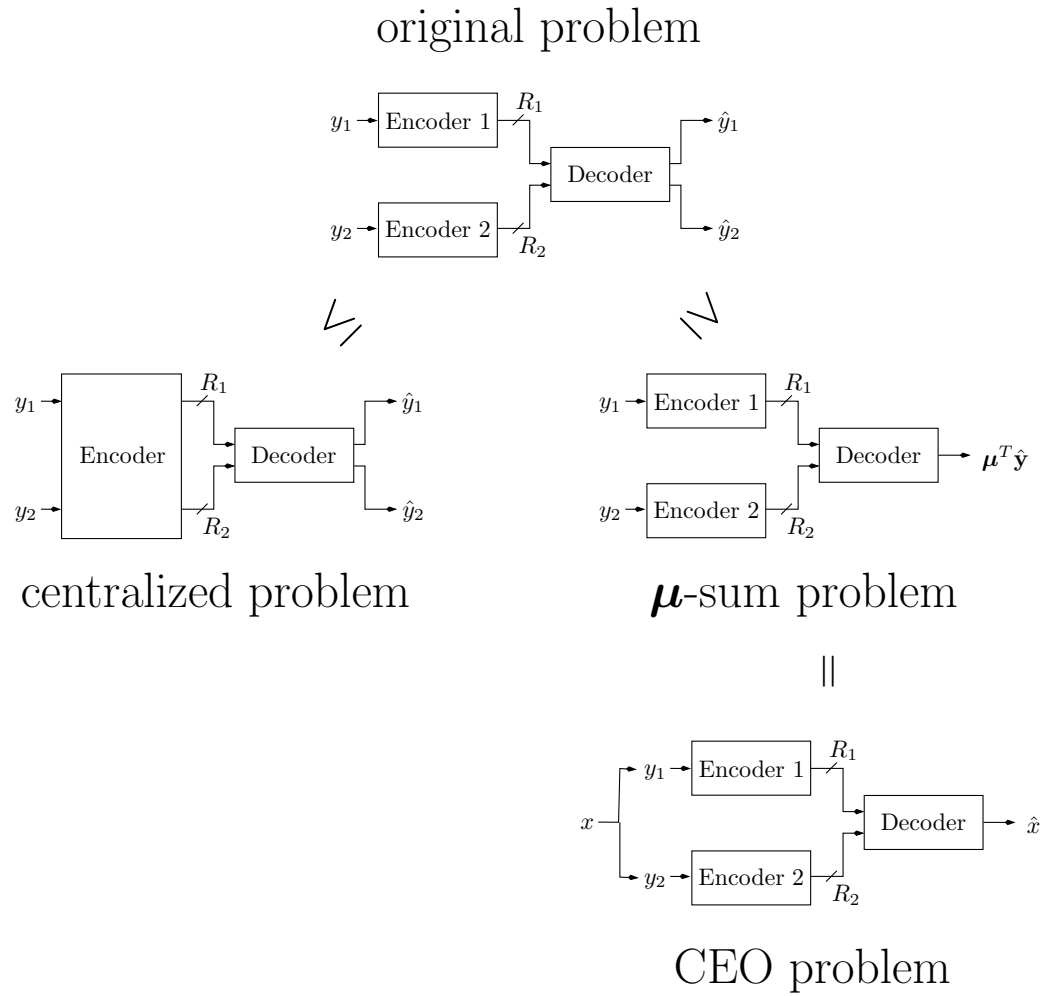 original problem
y₁ Encoder 1 R₁ ŷ₁
Decoder
y₂ Encoder 2 R₂ ŷ₂
≥ ≥
y₁ R₁ ŷ₁
Encoder Decoder
y₂ R₂ ŷ₂
centralized problem
y₁ Encoder 1 R₁
Decoder μᵀŷ
y₂ Encoder 2 R₂
μ-sum problem
=
y₁ Encoder 1 R₁
x Decoder x̂
y₂ Encoder 2 R₂
CEO problem